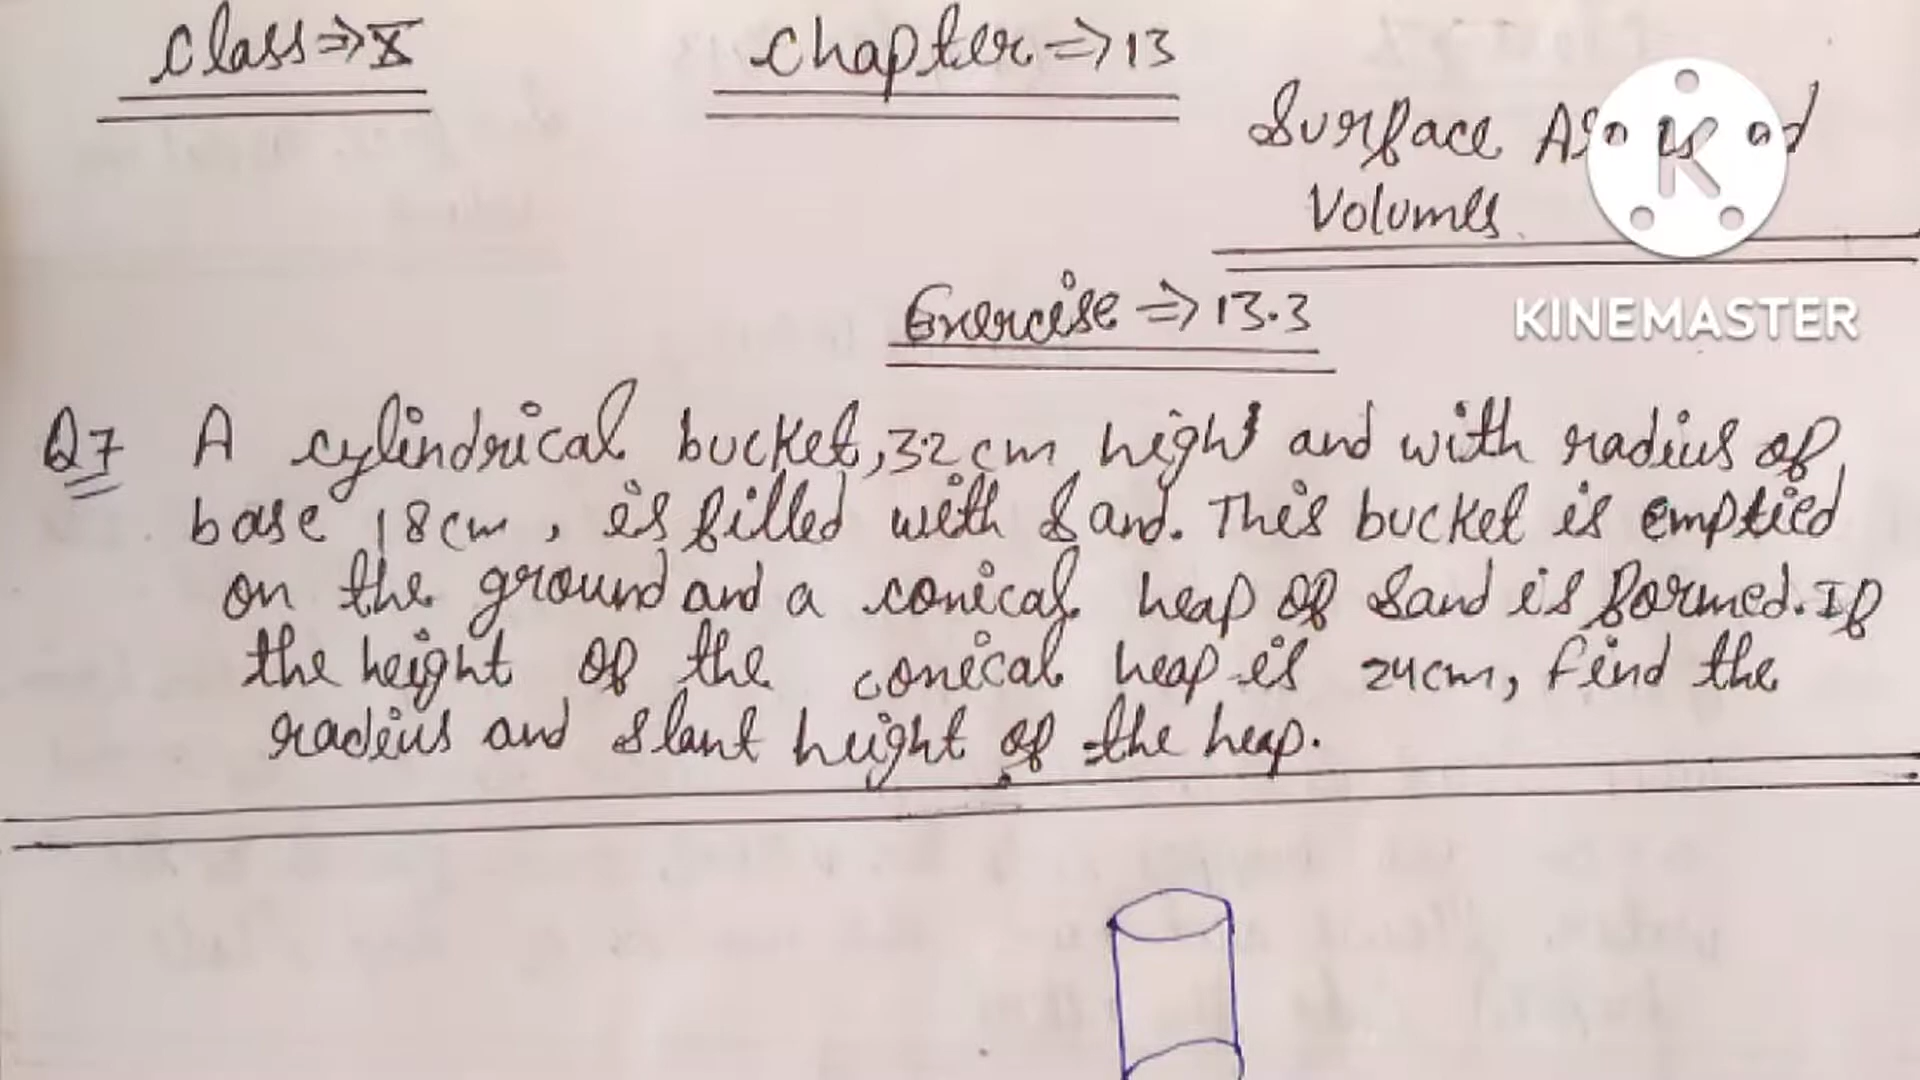 Class ⇒ X
Chapter ⇒ 13
Surface Areas and
Volumes.
K
KINEMASTER
Exercise ⇒ 13.3
Q7 A cylindrical bucket, 32 cm high and with radius of
base 18 cm, is filled with sand. This bucket is emptied
on the ground and a conical heap of sand is formed. If
the height of the conical heap is 24 cm, find the
radius and slant height of the heap.